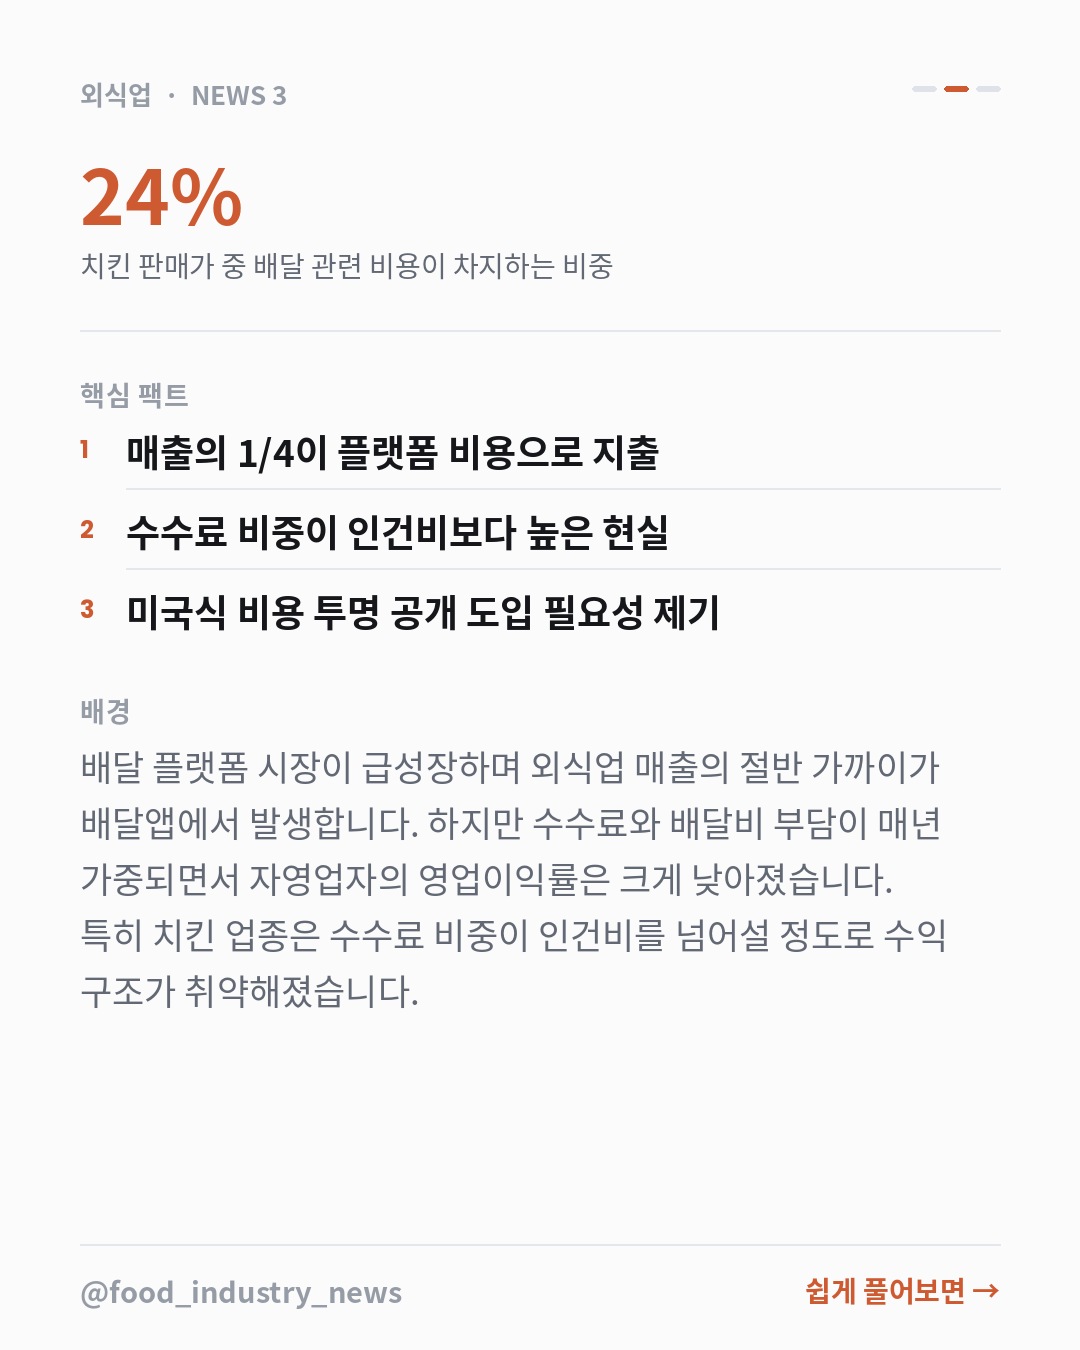 외식업 · NEWS 3
24%
치킨 판매가 중 배달 관련 비용이 차지하는 비중
핵심 팩트
1 매출의 1/4이 플랫폼 비용으로 지출
2 수수료 비중이 인건비보다 높은 현실
3 미국식 비용 투명 공개 도입 필요성 제기
배경
배달 플랫폼 시장이 급성장하며 외식업 매출의 절반 가까이가
배달앱에서 발생합니다. 하지만 수수료와 배달비 부담이 매년
가중되면서 자영업자의 영업이익률은 크게 낮아졌습니다.
특히 치킨 업종은 수수료 비중이 인건비를 넘어설 정도로 수익
구조가 취약해졌습니다.
@food_industry_news
쉽게 풀어보면 →